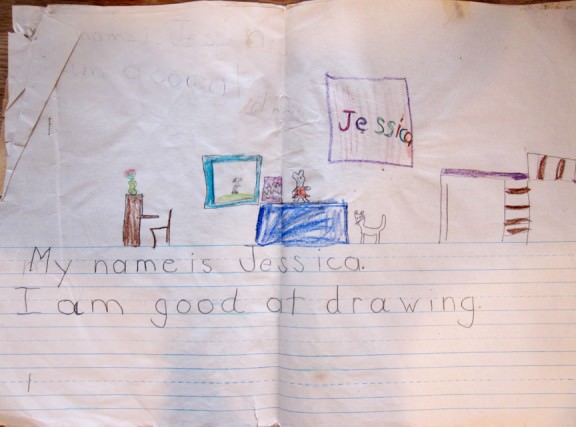 Jessica
My name is Jessica.
I am good at drawing.